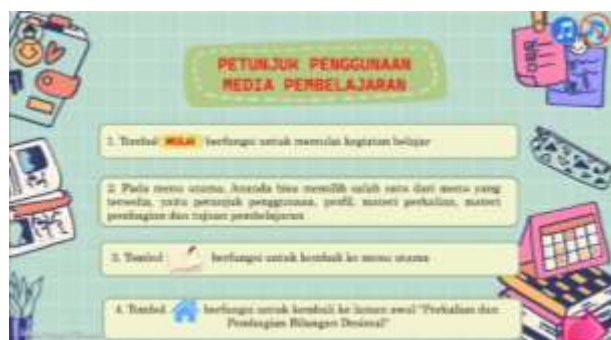 PETUNJUK PENGGUNAAN
MEDIA PEMBELAJARAN
1. Tombol MULAI berfungsi untuk memulai kegiatan belajar
2. Pada menu utama, Ananda bisa memilih salah satu dari menu yang
tersedia, yaitu petunjuk penggunaan, profil, materi perkalian, materi
pembagian dan tujuan pembelajaran
3. Tombol berfungsi untuk kembali ke menu utama
4. Tombol berfungsi untuk kembali ke laman awal "Perkalian dan
Pembagian Bilangan Desimal"